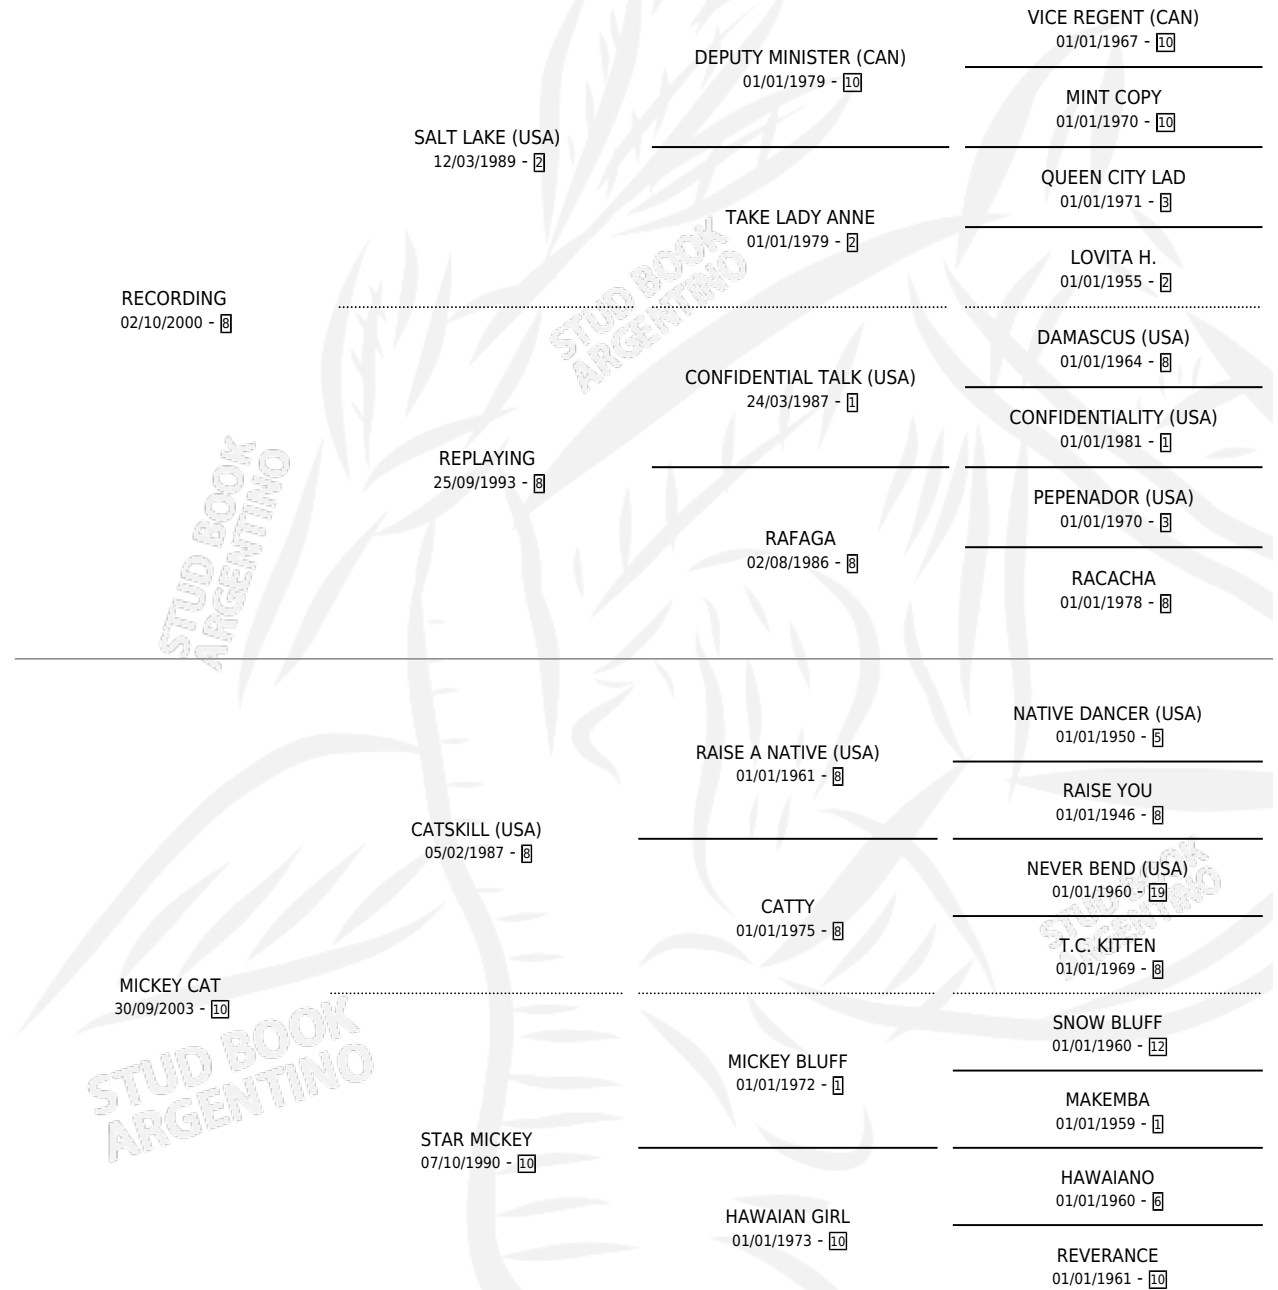 VICE REGENT (CAN)
01/01/1967 - 10
DEPUTY MINISTER (CAN)
01/01/1979 - 10
MINT COPY
01/01/1970 - 10
SALT LAKE (USA)
12/03/1989 - 2
QUEEN CITY LAD
01/01/1971 - 3
TAKE LADY ANNE
01/01/1979 - 2
LOVITA H.
01/01/1955 - 2
RECORDING
02/10/2000 - 8
DAMASCUS (USA)
01/01/1964 - 8
CONFIDENTIAL TALK (USA)
24/03/1987 - 1
CONFIDENTIALITY (USA)
01/01/1981 - 1
REPLAYING
25/09/1993 - 8
PEPENADOR (USA)
01/01/1970 - 3
RAFAGA
02/08/1986 - 8
RACACHA
01/01/1978 - 8
STUD BOOK
ARGENTINO
STUD BOOK
ARGENTINO
NATIVE DANCER (USA)
01/01/1950 - 5
RAISE A NATIVE (USA)
01/01/1961 - 8
RAISE YOU
01/01/1946 - 8
CATSKILL (USA)
05/02/1987 - 8
NEVER BEND (USA)
01/01/1960 - 19
CATTY
01/01/1975 - 8
T.C. KITTEN
01/01/1969 - 8
STUD BOOK
ARGENTINO
MICKEY CAT
30/09/2003 - 10
SNOW BLUFF
01/01/1960 - 12
MICKEY BLUFF
01/01/1972 - 1
MAKEMBA
01/01/1959 - 1
STUD BOOK
ARGENTINO
STAR MICKEY
07/10/1990 - 10
HAWAIANO
01/01/1960 - 6
HAWAIAN GIRL
01/01/1973 - 10
REVERANCE
01/01/1961 - 10